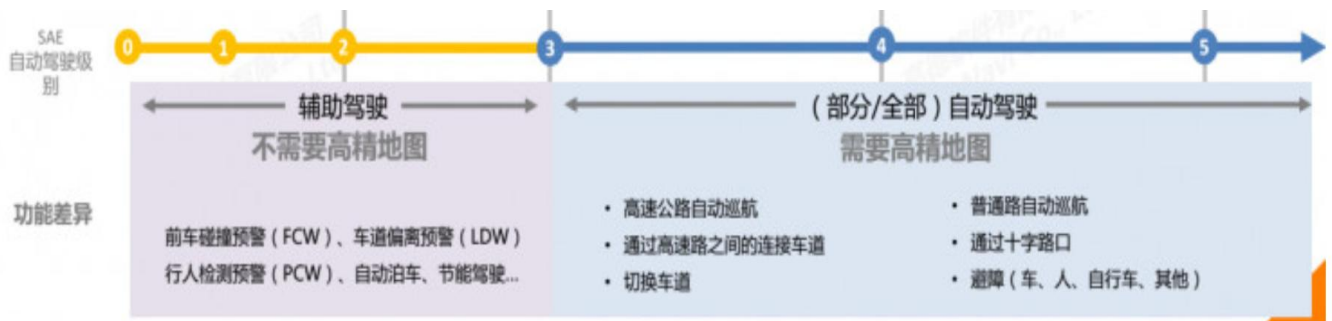 SAE
自动驾驶级
别
0 1 2 3 4 5
辅助驾驶
不需要高精地图
(部分/全部)自动驾驶
需要高精地图
功能差异
前车碰撞预警(FCW)、车道偏离预警(LDW)
行人检测预警(PCW)、自动泊车、节能驾驶...
• 高速公路自动巡航
• 通过高速路之间的连接车道
• 切换车道
• 普通路自动巡航
• 通过十字路口
• 避障(车、人、自行车、其他)